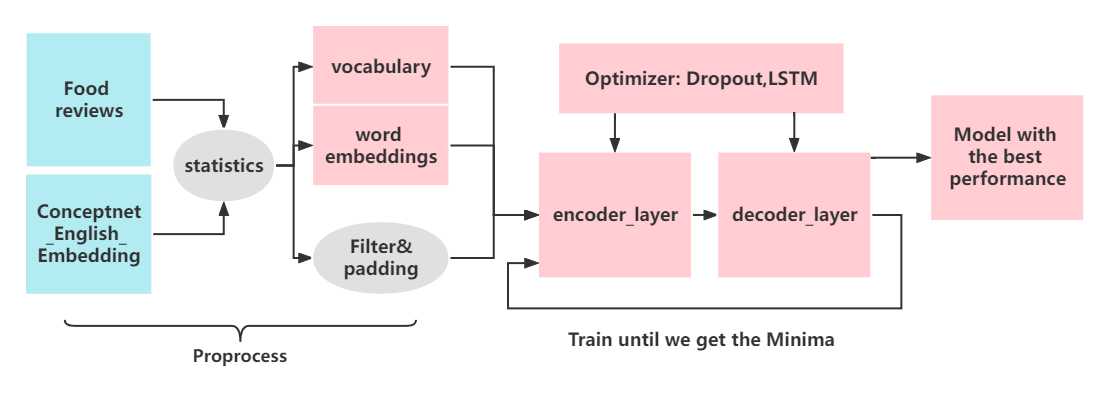 Food
reviews
Conceptnet
_English_
Embedding
statistics
vocabulary
word
embeddings
Filter&
padding
Proprocess
Optimizer: Dropout,LSTM
encoder_layer
decoder_layer
Model with
the best
performance
Train until we get the Minima